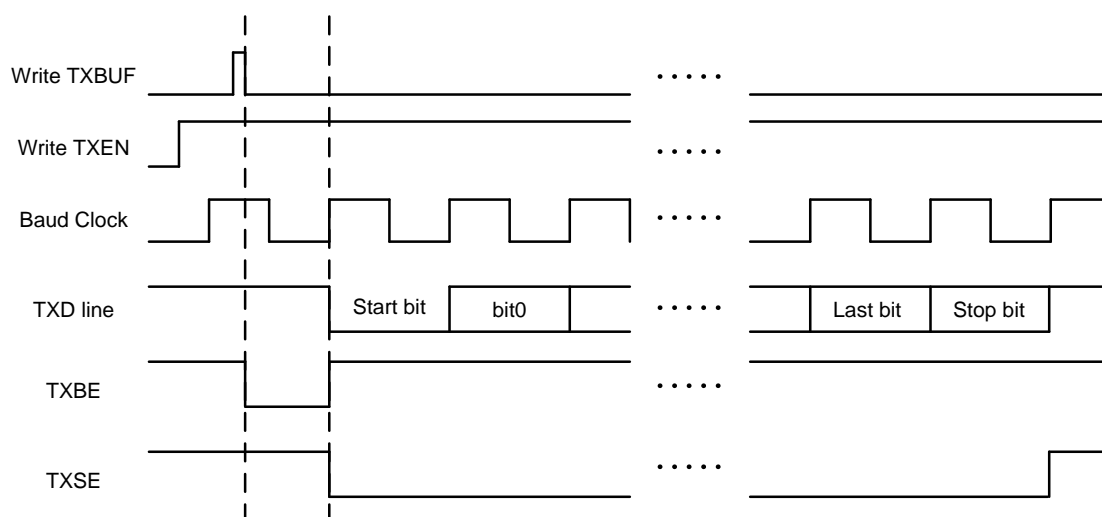 Write TXBUF
Write TXEN
Baud Clock
TXD line
Start bit
bit0
Last bit
Stop bit
TXBE
TXSE